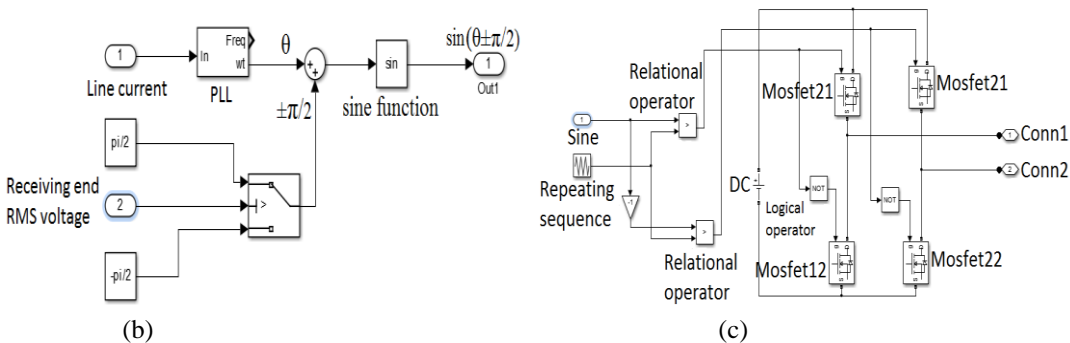 1
Line current
In
Freq
wt
PLL
θ
+
+
±π/2
sin
sine function
sin(θ±π/2)
1
Out1
pi/2
Receiving end
RMS voltage
2
>
-pi/2
(b)
Relational
operator
1
Sine
>
Repeating
sequence
-1
>
Relational
operator
DC
+
Logical
operator
NOT
NOT
Mosfet21
Mosfet21
Mosfet12
Mosfet22
1
Conn1
2
Conn2
(c)